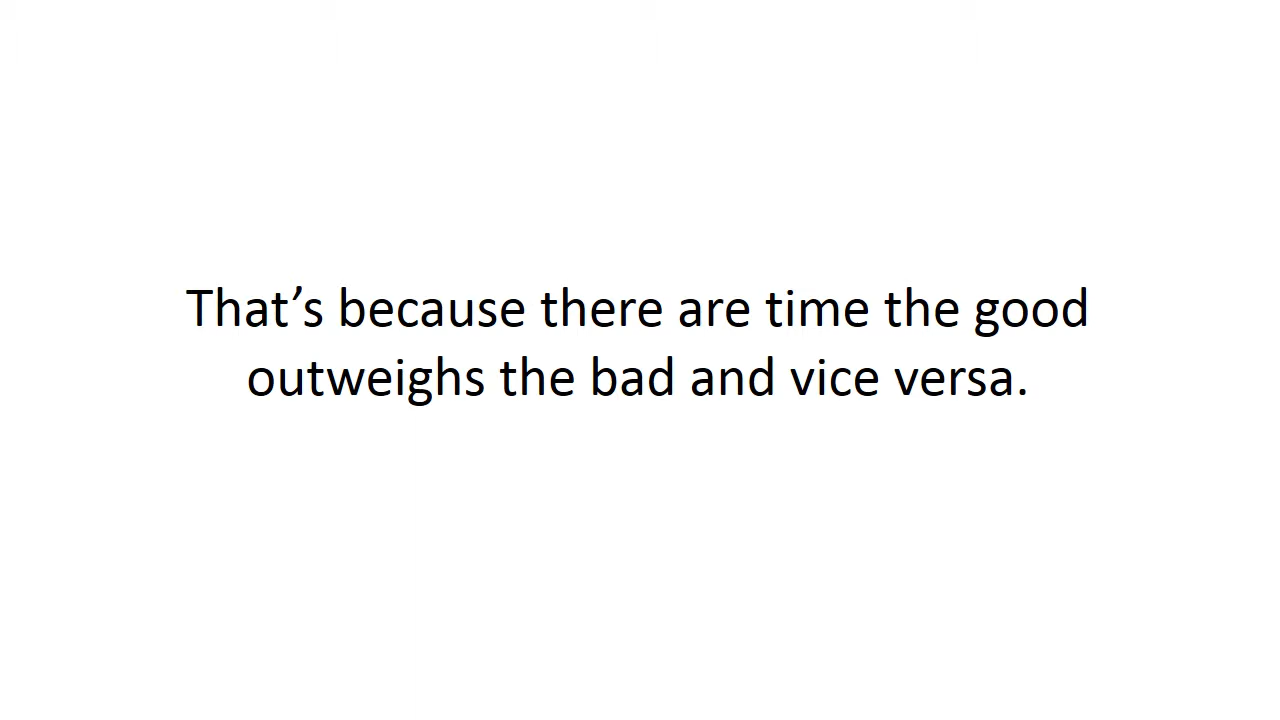 That’s because there are time the good
outweighs the bad and vice versa.